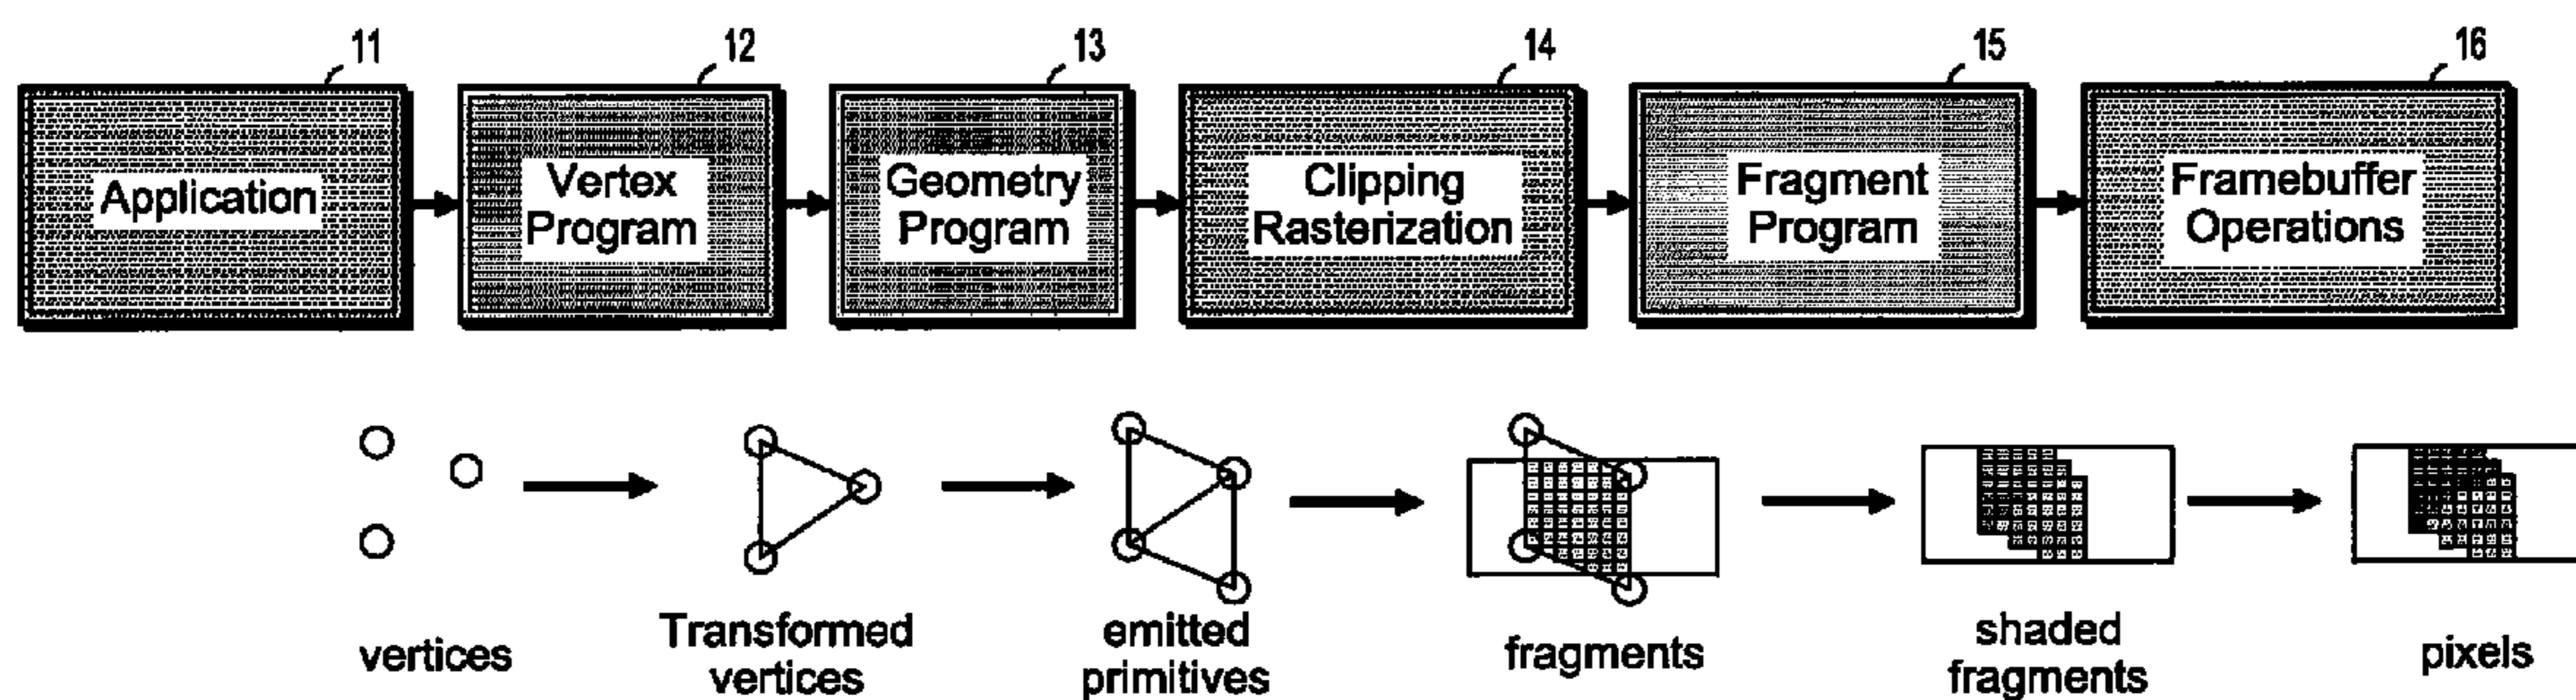 11
12
13
14
15
16
Application
Vertex
Program
Geometry
Program
Clipping
Rasterization
Fragment
Program
Framebuffer
Operations
vertices
Transformed
vertices
emitted
primitives
fragments
shaded
fragments
pixels